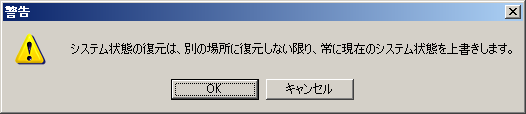 警告
システム状態の復元は、別の場所に復元しない限り、常に現在のシステム状態を上書きします。
OK
キャンセル